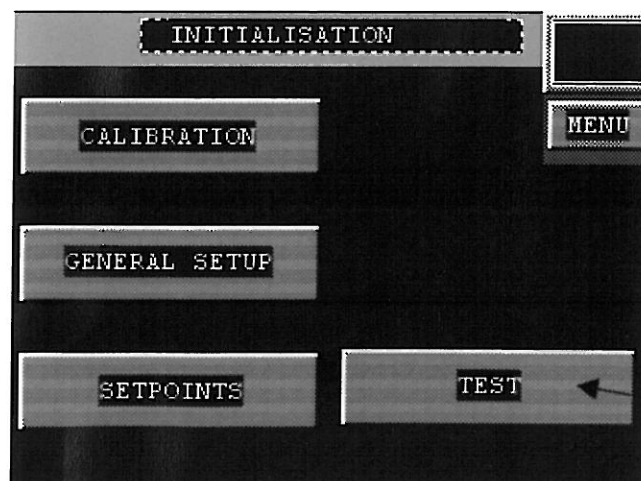 INITIALISATION
MENU
CALIBRATION
GENERAL SETUP
SETPOINTS
TEST